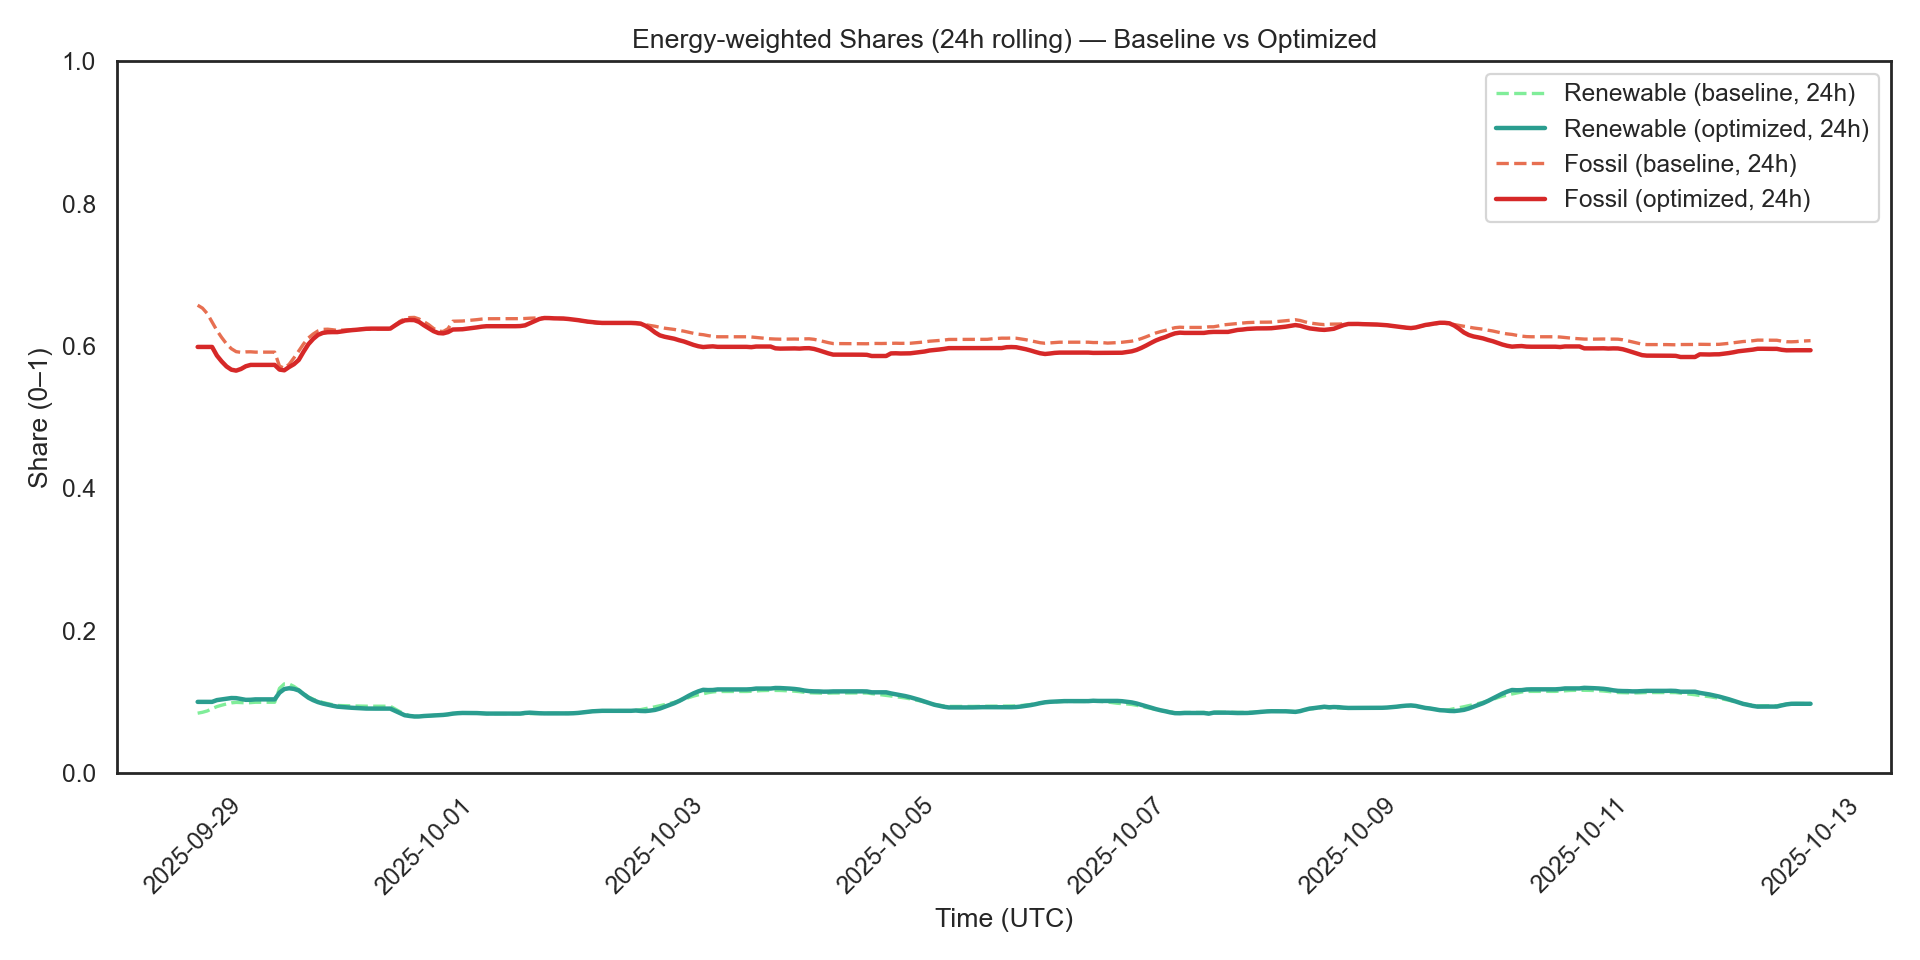 Energy-weighted Shares (24h rolling) — Baseline vs Optimized
1.0
0.8
0.6
0.4
0.2
0.0
Share (0–1)
Renewable (baseline, 24h)
Renewable (optimized, 24h)
Fossil (baseline, 24h)
Fossil (optimized, 24h)
2025-09-29
2025-10-01
2025-10-03
2025-10-05
2025-10-07
2025-10-09
2025-10-11
2025-10-13
Time (UTC)